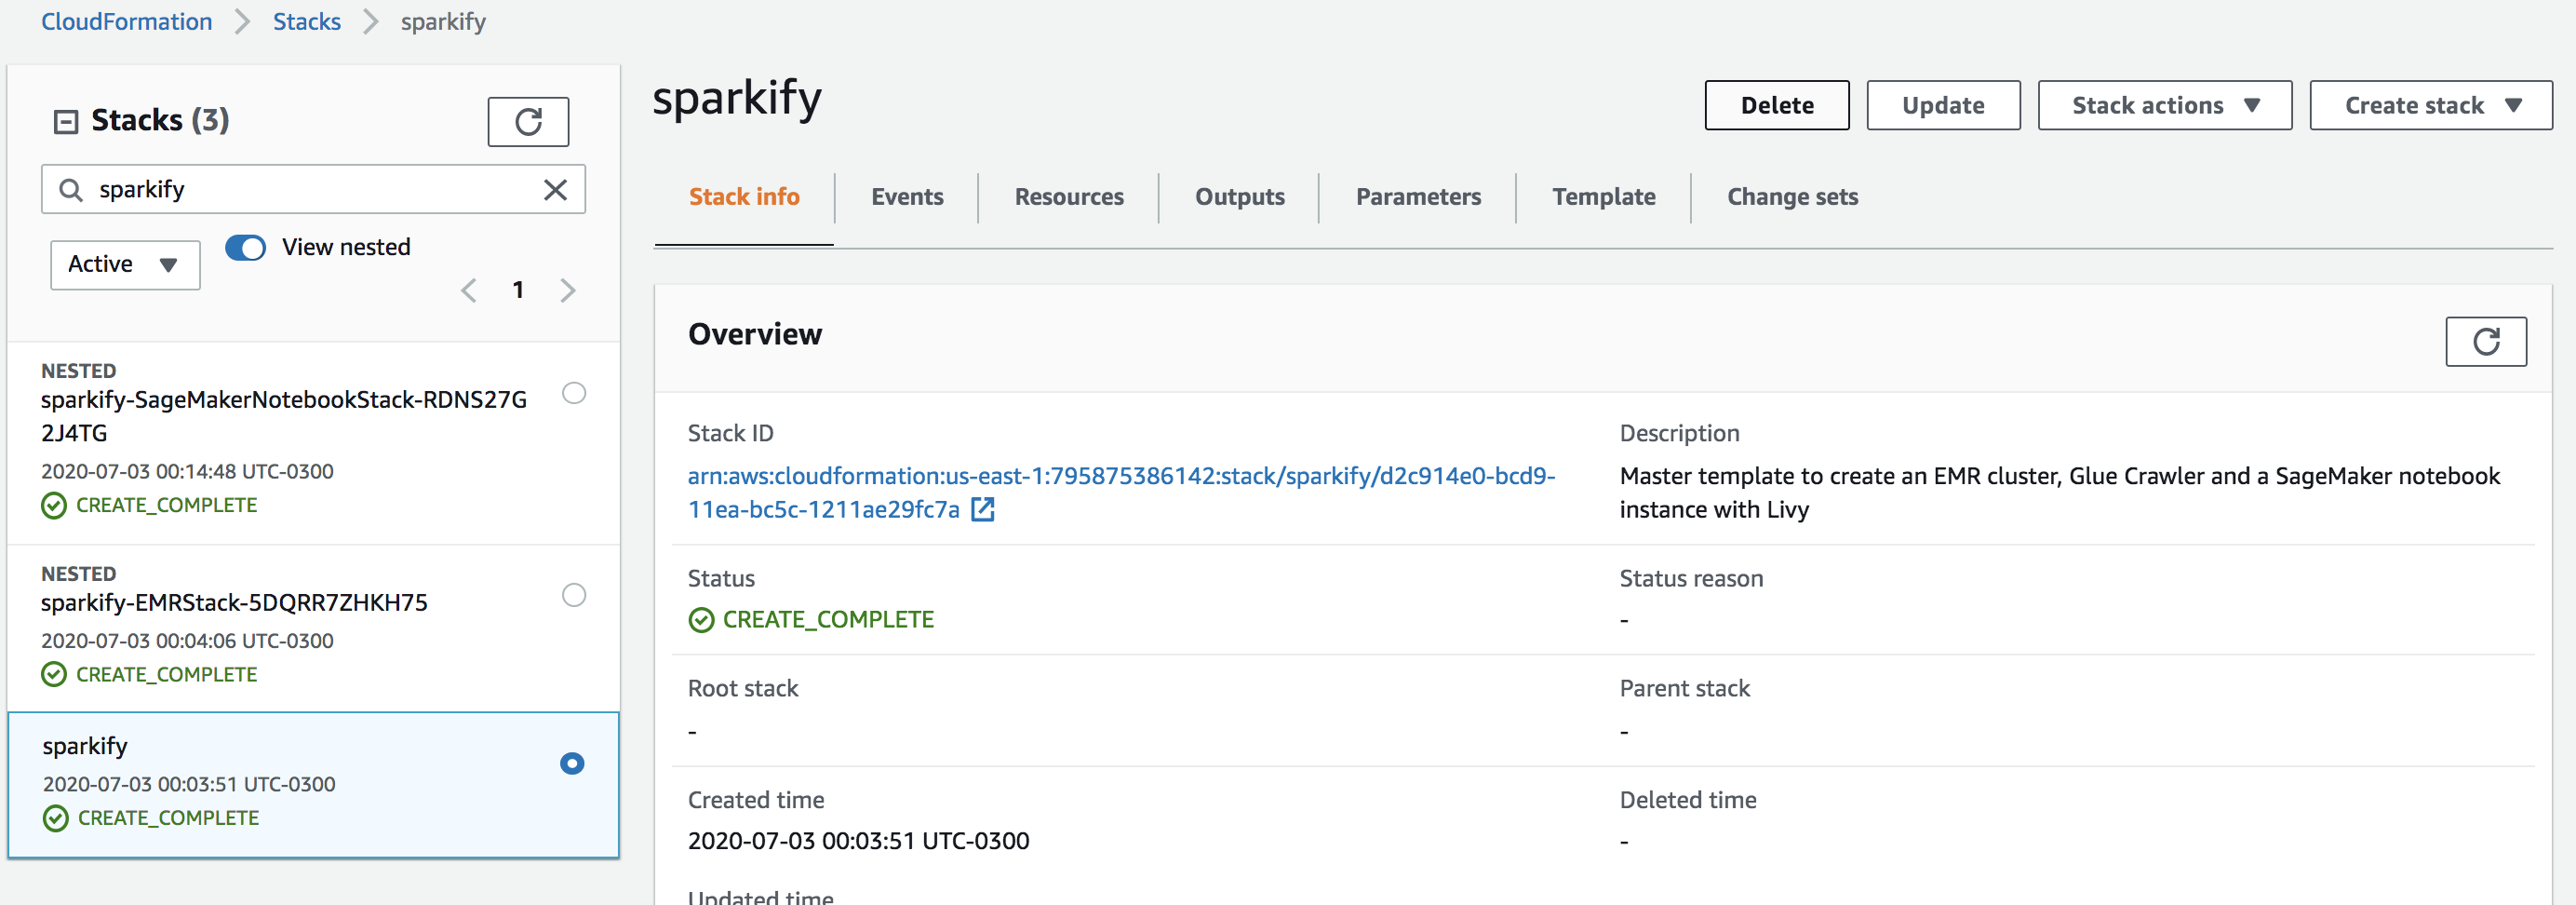 CloudFormation > Stacks > sparkify
Stacks (3)
sparkify
Active
View nested
1
NESTED
sparkify-SageMakerNotebookStack-RDNS27G
2J4TG
2020-07-03 00:14:48 UTC-0300
CREATE_COMPLETE
NESTED
sparkify-EMRStack-5DQRR7ZHKH75
2020-07-03 00:04:06 UTC-0300
CREATE_COMPLETE
sparkify
2020-07-03 00:03:51 UTC-0300
CREATE_COMPLETE
sparkify
Delete
Update
Stack actions
Create stack
Stack info
Events
Resources
Outputs
Parameters
Template
Change sets
Overview
Stack ID
arn:aws:cloudformation:us-east-1:795875386142:stack/sparkify/d2c914e0-bcd9-
11ea-bc5c-1211ae29fc7a
Description
Master template to create an EMR cluster, Glue Crawler and a SageMaker notebook
instance with Livy
Status
CREATE_COMPLETE
Status reason
-
Root stack
-
Parent stack
-
Created time
2020-07-03 00:03:51 UTC-0300
Deleted time
-
Updated time